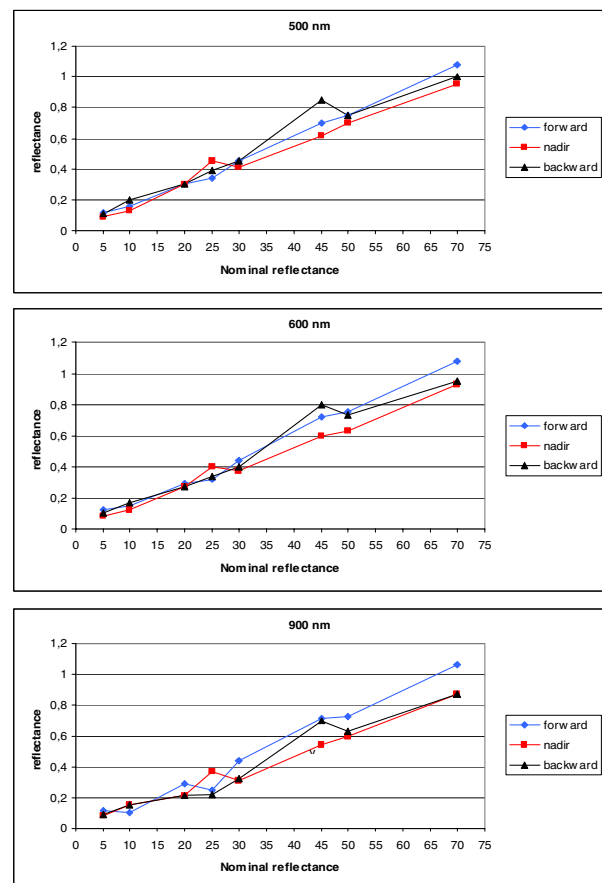 500 nm
1,2
1
0,8
0,6
0,4
0,2
0
reflectance
0 5 10 15 20 25 30 35 40 45 50 55 60 65 70 75
Nominal reflectance
forward
nadir
backward
600 nm
1,2
1
0,8
0,6
0,4
0,2
0
reflectance
0 5 10 15 20 25 30 35 40 45 50 55 60 65 70 75
Nominal reflectance
forward
nadir
backward
900 nm
1,2
1
0,8
0,6
0,4
0,2
0
reflectance
v
0 5 10 15 20 25 30 35 40 45 50 55 60 65 70 75
Nominal reflectance
forward
nadir
backward